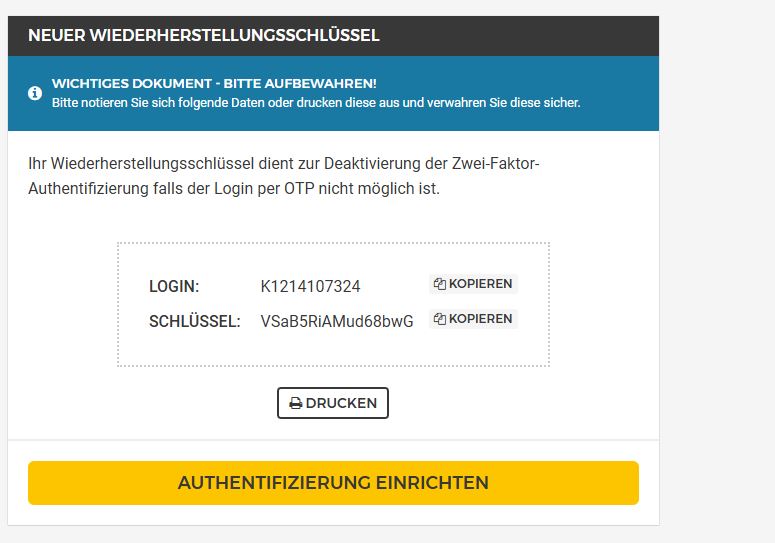 NEUER WIEDERHERSTELLUNGSSCHLÜSSEL
WICHTIGES DOKUMENT - BITTE AUFBEWAHREN!
Bitte notieren Sie sich folgende Daten oder drucken diese aus und verwahren Sie diese sicher.
Ihr Wiederherstellungsschlüssel dient zur Deaktivierung der Zwei-Faktor-
Authentifizierung falls der Login per OTP nicht möglich ist.
LOGIN: K1214107324 KOPIEREN
SCHLÜSSEL: VSaB5RiAMud68bwG KOPIEREN
DRUCKEN
AUTHENTIFIZIERUNG EINRICHTEN